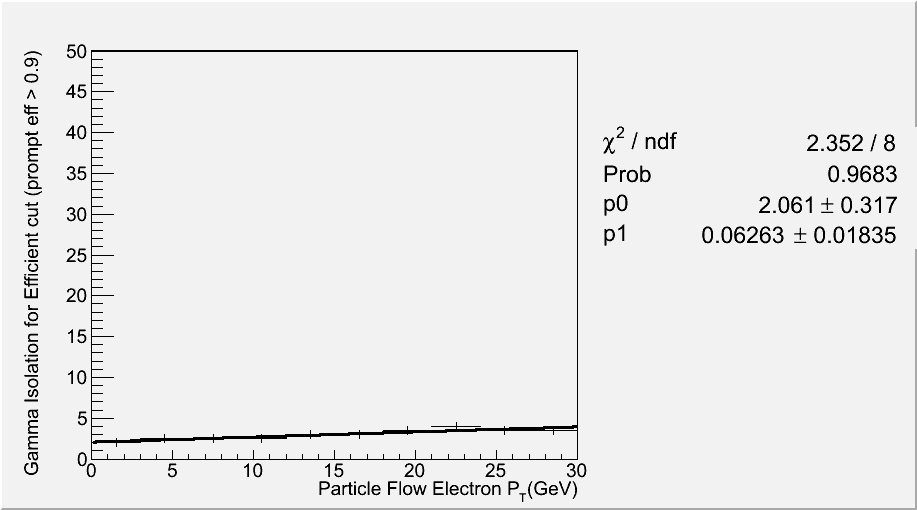 Gamma Isolation for Efficient cut (prompt eff > 0.9)
50
45
40
35
30
25
20
15
10
5
0
0 5 10 15 20 25 30
Particle Flow Electron P_T(GeV)
χ² / ndf 2.352 / 8
Prob 0.9683
p0 2.061 ± 0.317
p1 0.06263 ± 0.01835